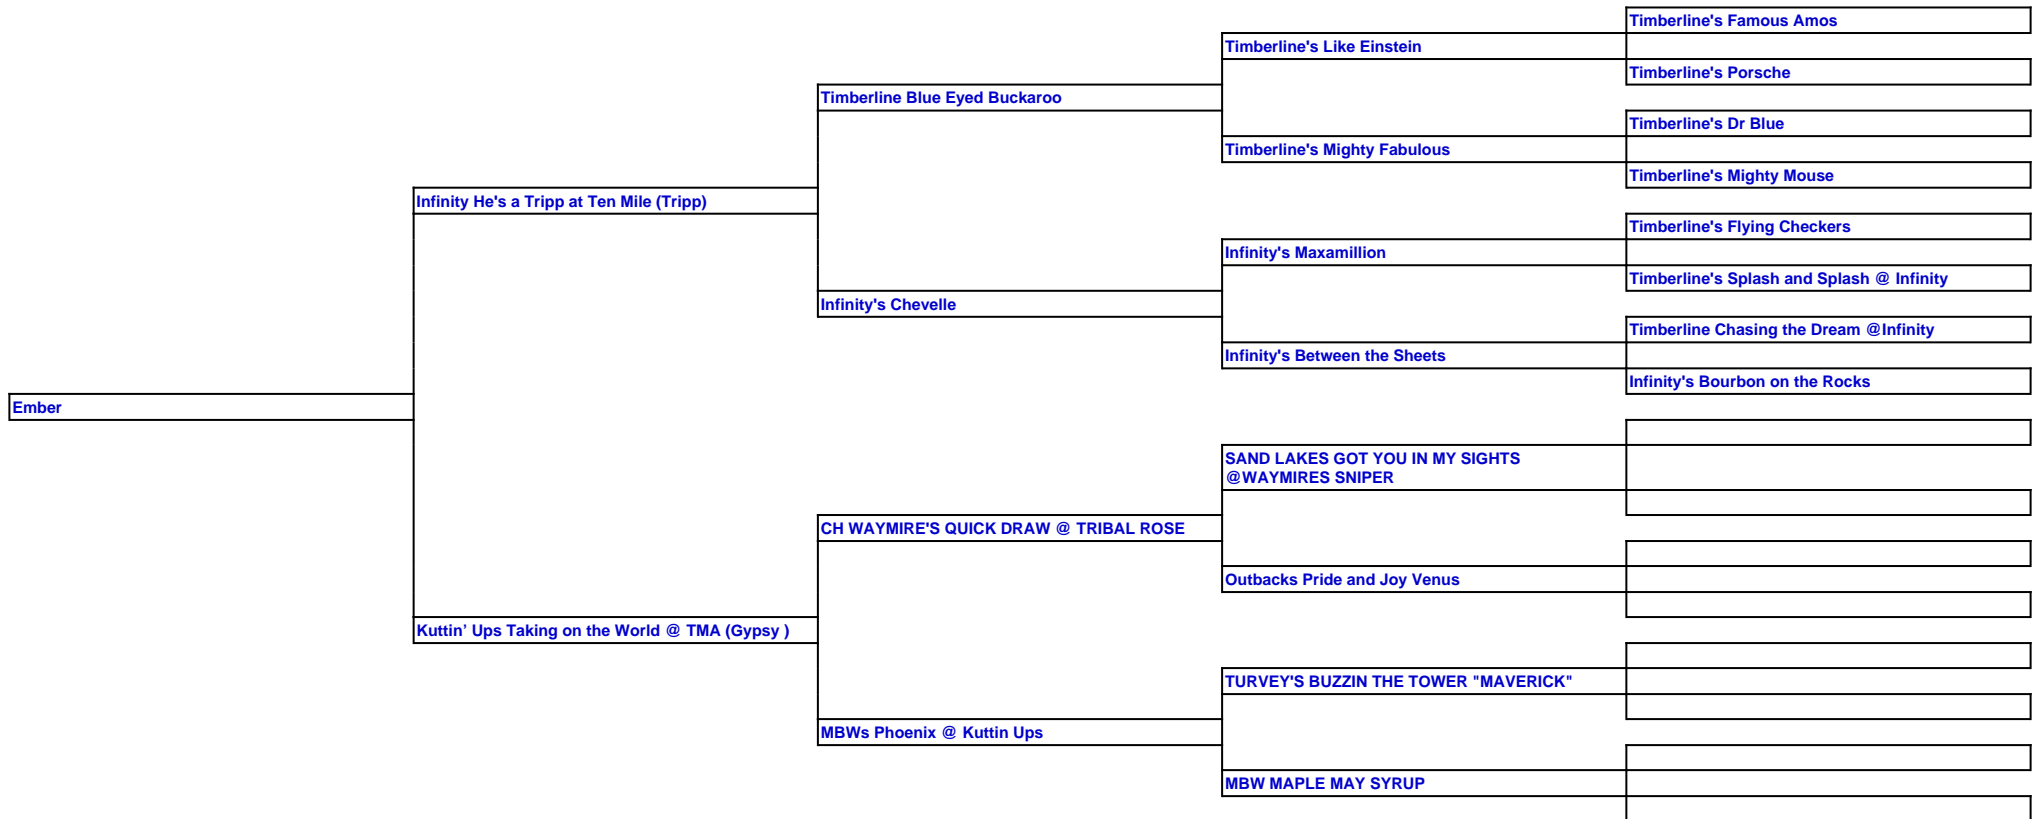 Timberline's Famous Amos
Timberline's Like Einstein
Timberline's Porsche
Timberline Blue Eyed Buckaroo
Timberline's Dr Blue
Timberline's Mighty Fabulous
Timberline's Mighty Mouse
Infinity He's a Tripp at Ten Mile (Tripp)
Timberline's Flying Checkers
Infinity's Maxamillion
Timberline's Splash and Splash @ Infinity
Infinity's Chevelle
Timberline Chasing the Dream @Infinity
Infinity's Between the Sheets
Infinity's Bourbon on the Rocks
Ember
SAND LAKES GOT YOU IN MY SIGHTS
@WAYMIRES SNIPER
CH WAYMIRE'S QUICK DRAW @ TRIBAL ROSE
Outbacks Pride and Joy Venus
Kuttin’ Ups Taking on the World @ TMA (Gypsy )
TURVEY'S BUZZIN THE TOWER "MAVERICK"
MBWs Phoenix @ Kuttin Ups
MBW MAPLE MAY SYRUP